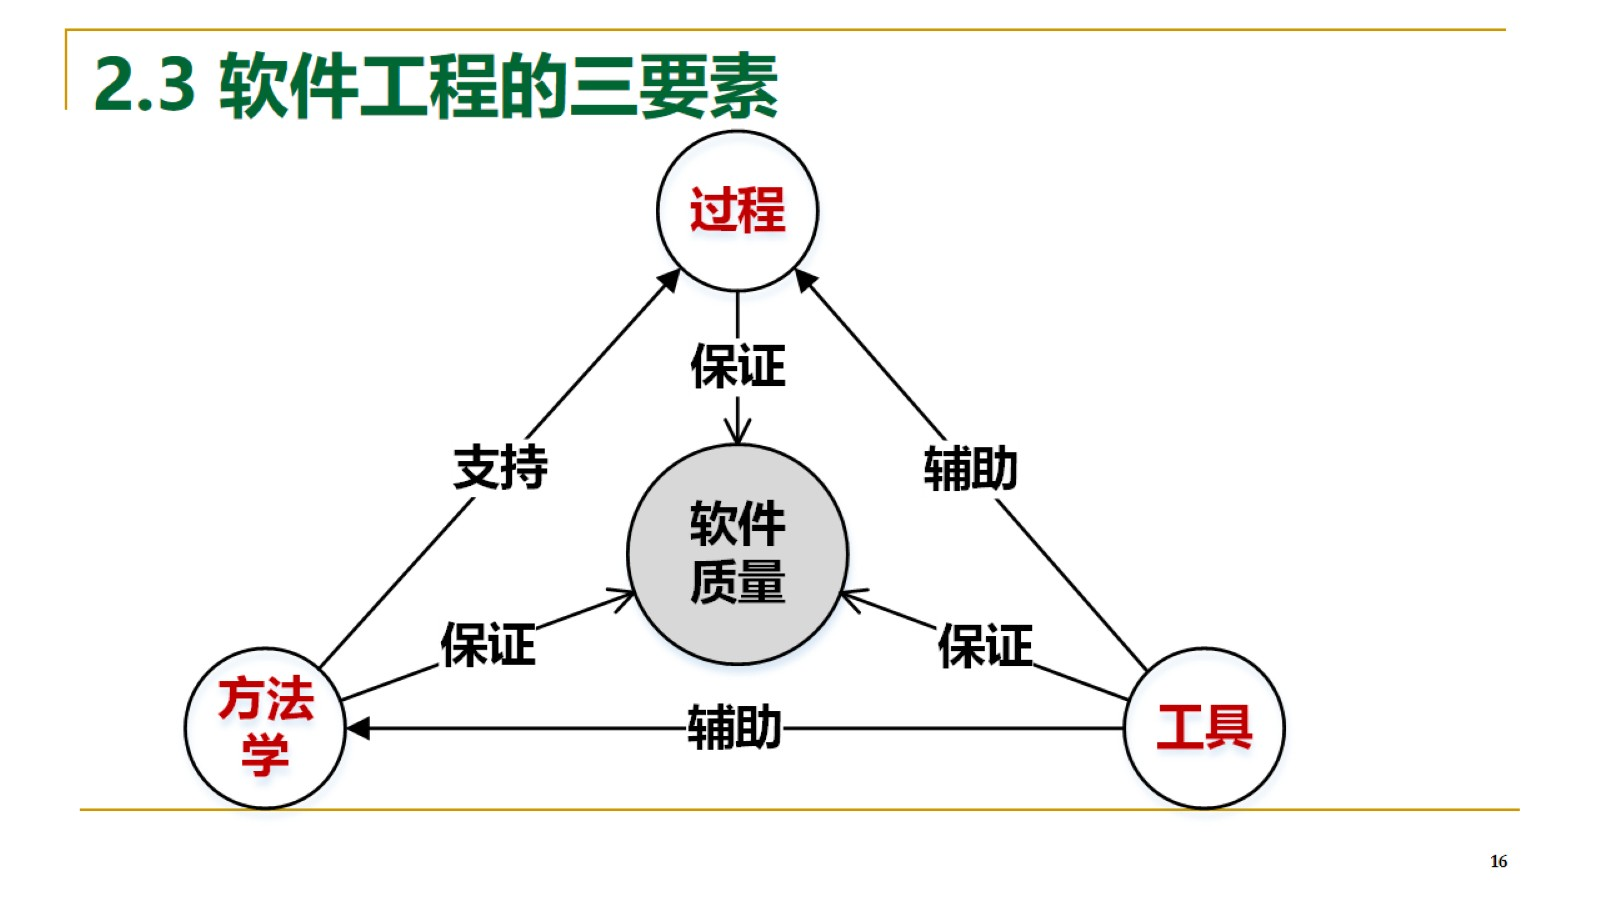 2.3 软件工程的三要素
过程
保证
支持
辅助
软件
质量
保证
保证
方法
学
辅助
工具
16